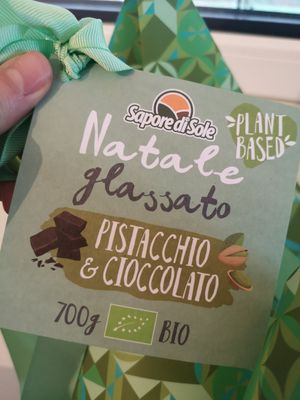 Sapore di Sole
PLANT
BASED
Natale
glassato
PISTACCHIO
& CIOCCOLATO
700g BIO